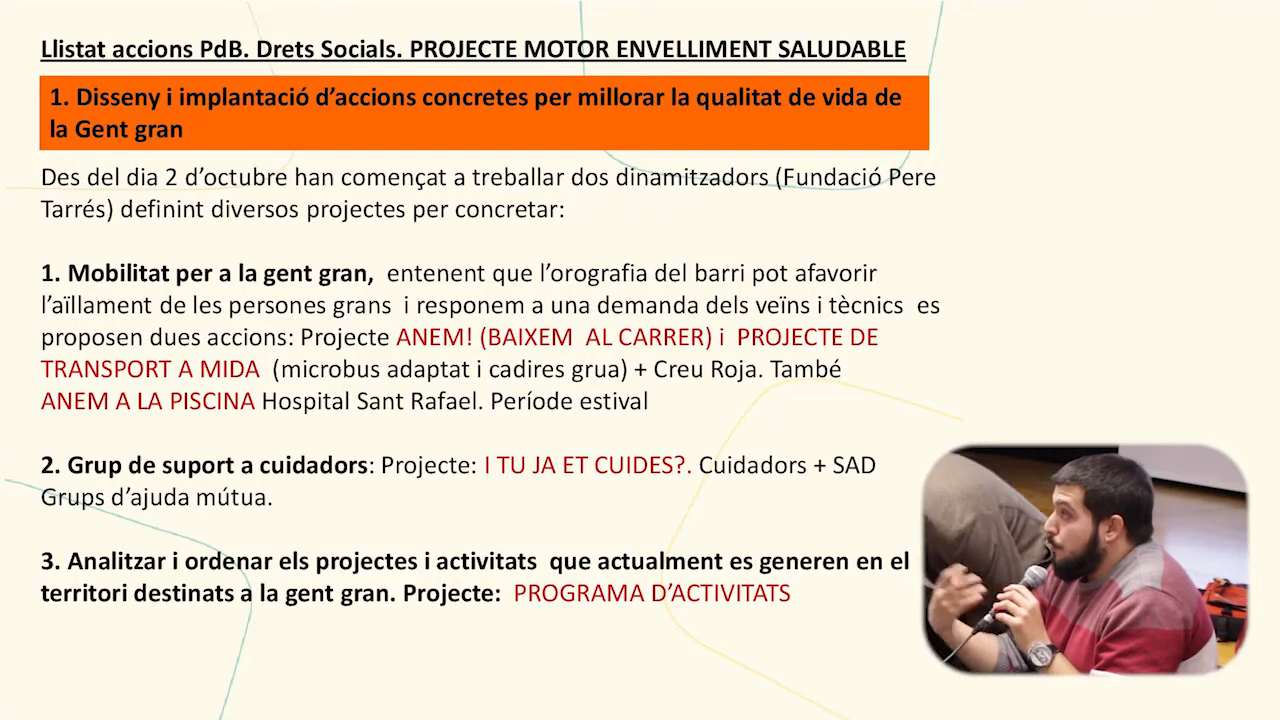 Llistat accions PdB. Drets Socials. PROJECTE MOTOR ENVELLIMENT SALUDABLE
1. Disseny i implantació d’accions concretes per millorar la qualitat de vida de
la Gent gran
Des del dia 2 d’octubre han començat a treballar dos dinamitzadors (Fundació Pere
Tarrés) definint diversos projectes per concretar:
1. Mobilitat per a la gent gran, entenent que l’orografia del barri pot afavorir
l’aïllament de les persones grans i responem a una demanda dels veïns i tècnics es
proposen dues accions: Projecte ANEM! (BAIXEM AL CARRER) i PROJECTE DE
TRANSPORT A MIDA (microbus adaptat i cadires grua) + Creu Roja. També
ANEM A LA PISCINA Hospital Sant Rafael. Període estival
2. Grup de suport a cuidadors: Projecte: I TU JA ET CUIDES?. Cuidadors + SAD
Grups d’ajuda mútua.
3. Analitzar i ordenar els projectes i activitats que actualment es generen en el
territori destinats a la gent gran. Projecte: PROGRAMA D’ACTIVITATS